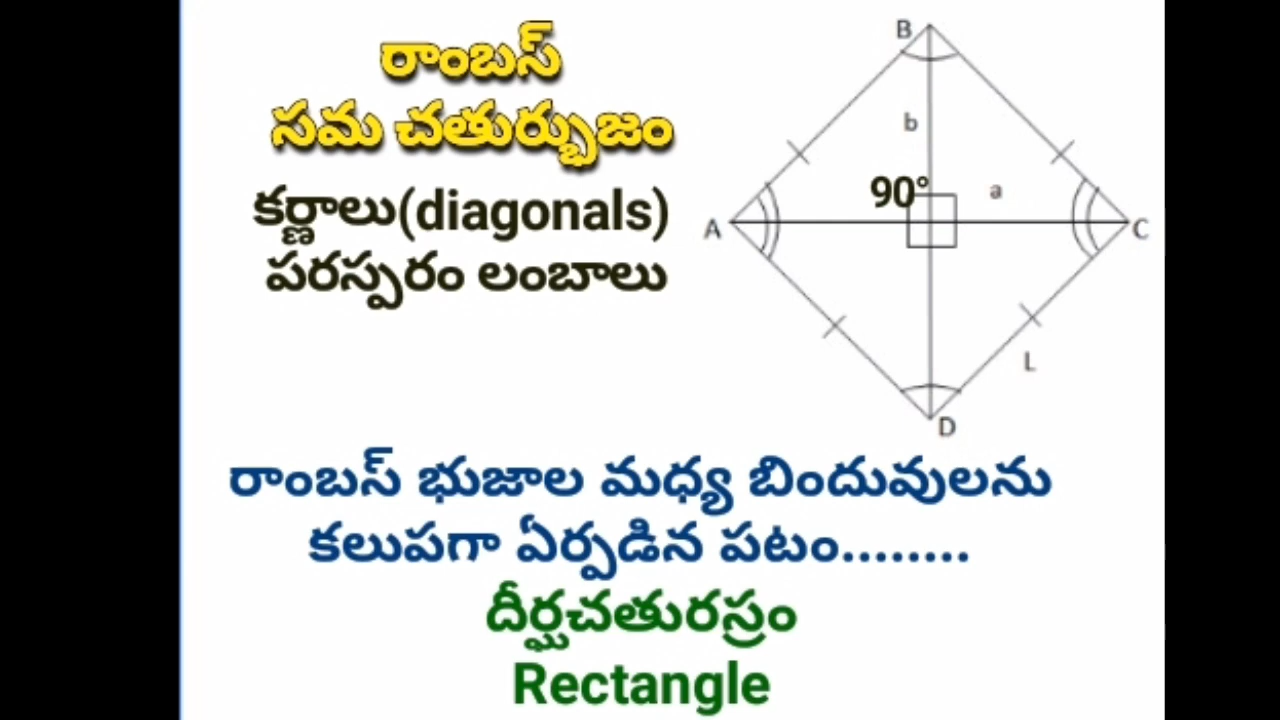 రాంబస్
సమ చతుర్భుజం
కర్ణాలు(diagonals)
పరస్పరం లంబాలు
B
b
90°
a
A
C
L
D
రాంబస్ భుజాల మధ్య బిందువులను
కలుపగా ఏర్పడిన పటం........
దీర్ఘచతురస్రం
Rectangle